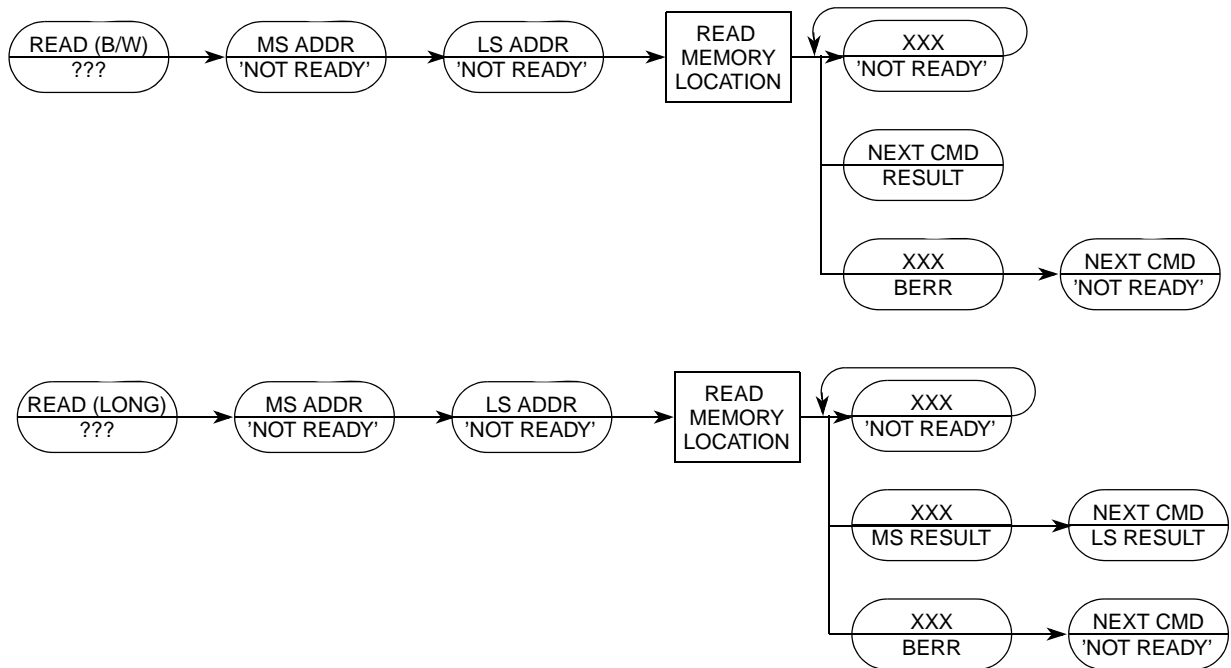 READ (B/W)
???
MS ADDR
'NOT READY'
LS ADDR
'NOT READY'
READ
MEMORY
LOCATION
XXX
'NOT READY'
NEXT CMD
RESULT
XXX
BERR
NEXT CMD
'NOT READY'
READ (LONG)
???
MS ADDR
'NOT READY'
LS ADDR
'NOT READY'
READ
MEMORY
LOCATION
XXX
'NOT READY'
XXX
MS RESULT
NEXT CMD
LS RESULT
XXX
BERR
NEXT CMD
'NOT READY'